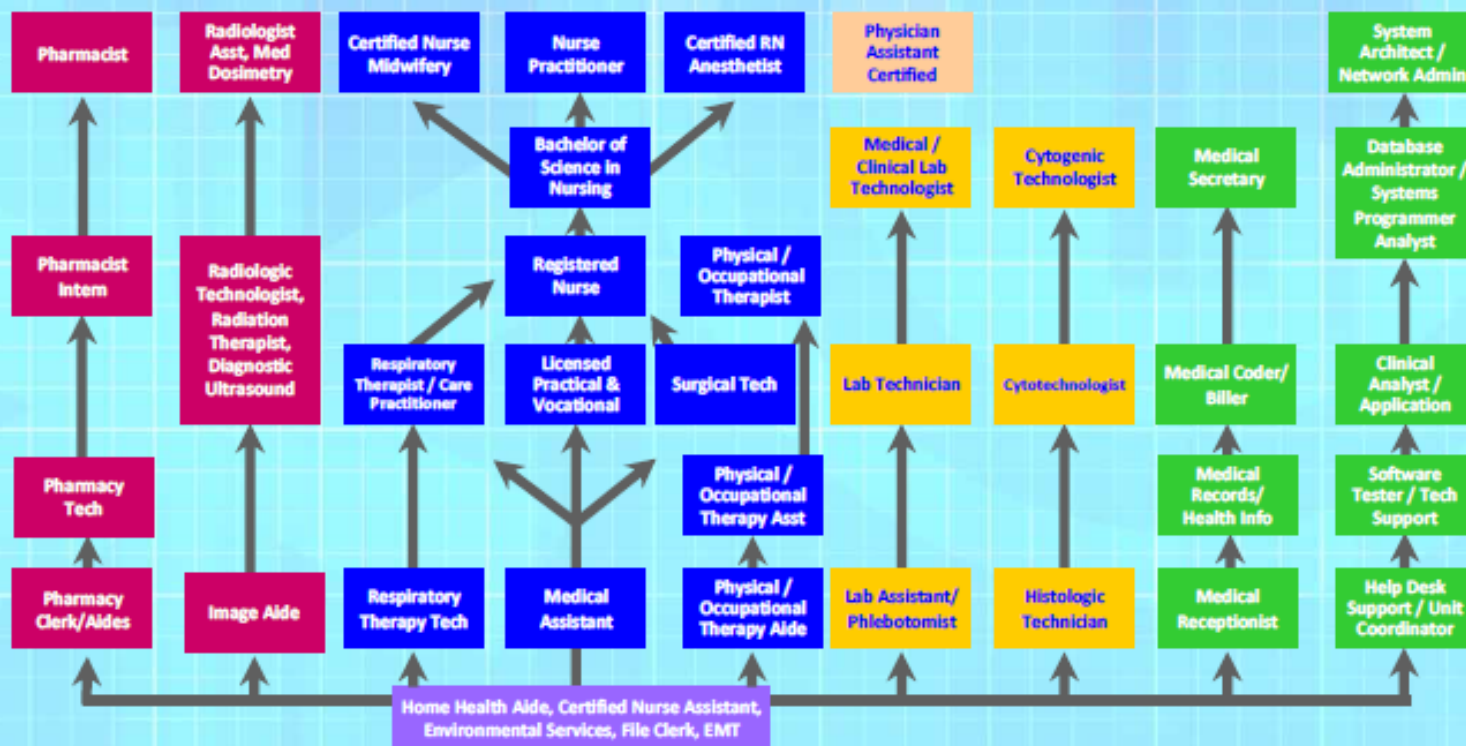 Pharmacist
Radiologist
Asst, Med
Dosimetry
Certified Nurse
Midwifery
Nurse
Practitioner
Certified RN
Anesthetist
Physician
Assistant
Certified
System
Architect /
Network Admin
Bachelor of
Science in
Nursing
Medical /
Clinical Lab
Technologist
Cytogenic
Technologist
Medical
Secretary
Database
Administrator /
Systems
Programmer
Analyst
Pharmacist
Intern
Radiologic
Technologist,
Radiation
Therapist,
Diagnostic
Ultrasound
Registered
Nurse
Physical /
Occupational
Therapist
Respiratory
Therapist / Care
Practitioner
Licensed
Practical &
Vocational
Surgical Tech
Lab Technician
Cytotechnologist
Medical Coder/
Biller
Clinical
Analyst /
Application
Pharmacy
Tech
Physical /
Occupational
Therapy Asst
Medical
Records/
Health Info
Software
Tester / Tech
Support
Pharmacy
Clerk/Aides
Image Aide
Respiratory
Therapy Tech
Medical
Assistant
Physical /
Occupational
Therapy Aide
Lab Assistant/
Phlebotomist
Histologic
Technician
Medical
Receptionist
Help Desk
Support / Unit
Coordinator
Home Health Aide, Certified Nurse Assistant,
Environmental Services, File Clerk, EMT